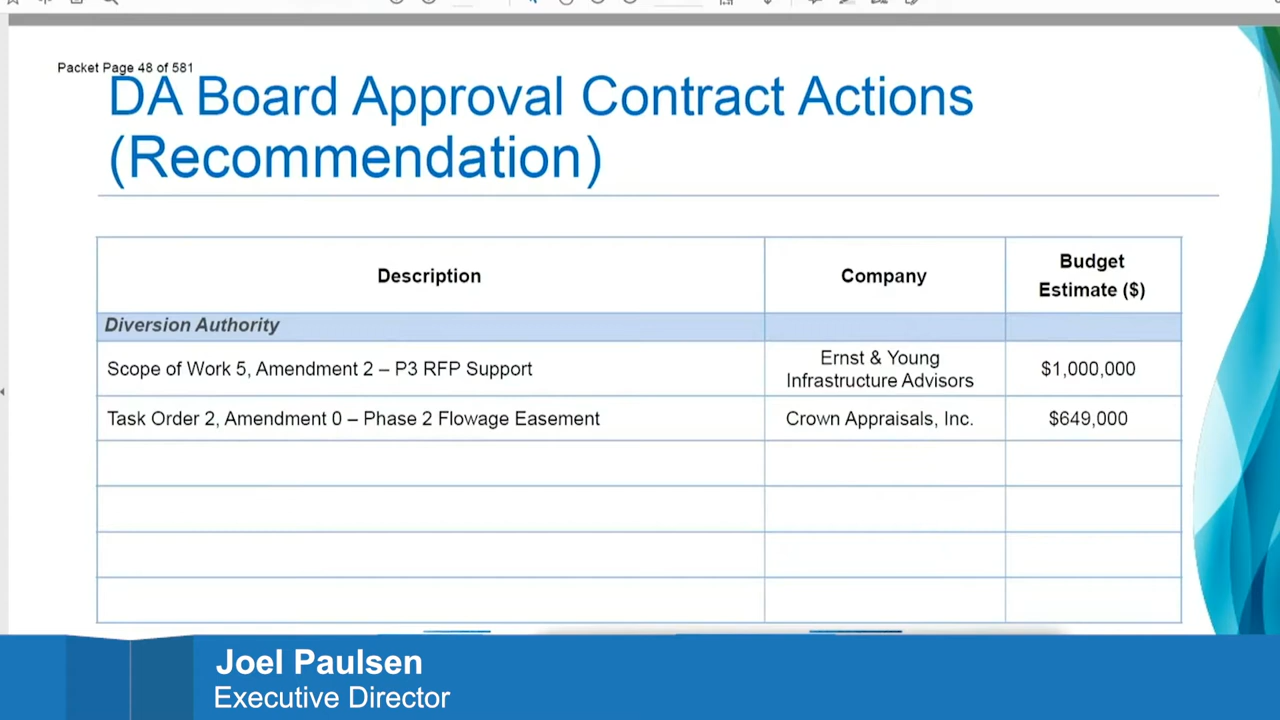 Packet Page 48 of 581
DA Board Approval Contract Actions
(Recommendation)
Description
Company
Budget
Estimate ($)
Diversion Authority
Scope of Work 5, Amendment 2 – P3 RFP Support
Ernst & Young
Infrastructure Advisors
$1,000,000
Task Order 2, Amendment 0 – Phase 2 Flowage Easement
Crown Appraisals, Inc.
$649,000
Joel Paulsen
Executive Director